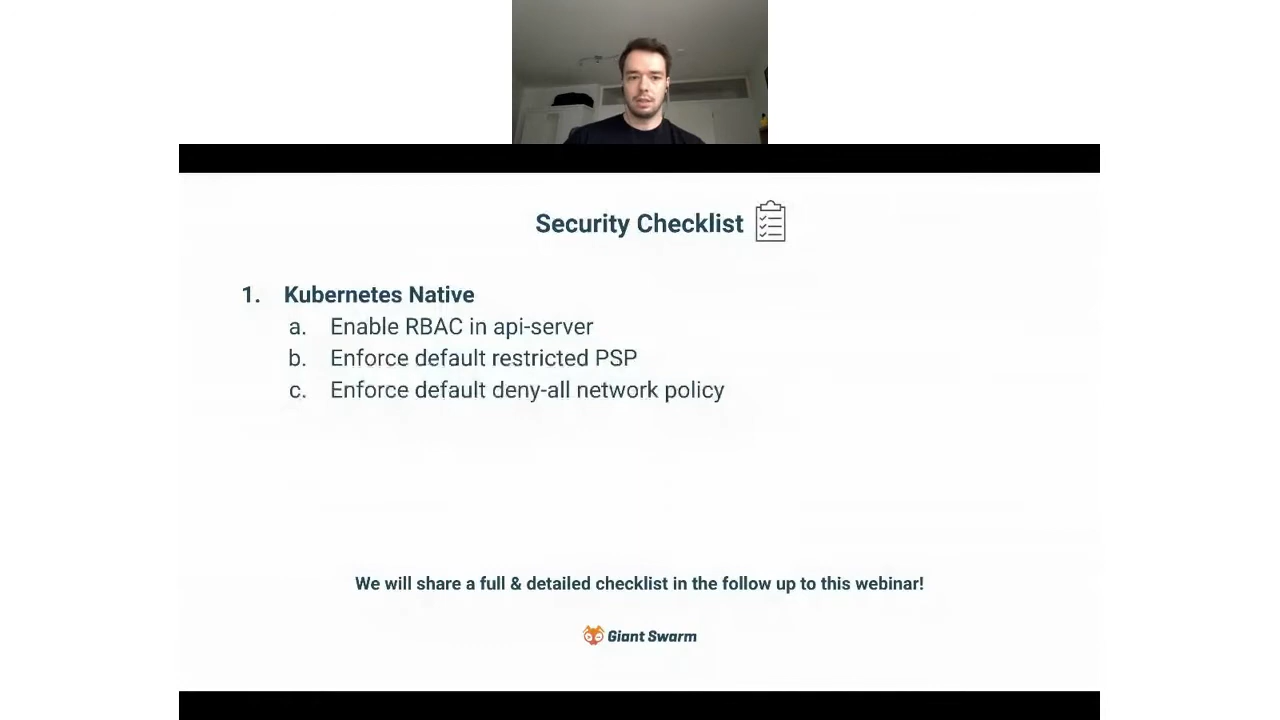 Security Checklist
1. Kubernetes Native
a. Enable RBAC in api-server
b. Enforce default restricted PSP
c. Enforce default deny-all network policy
We will share a full & detailed checklist in the follow up to this webinar!
Giant Swarm